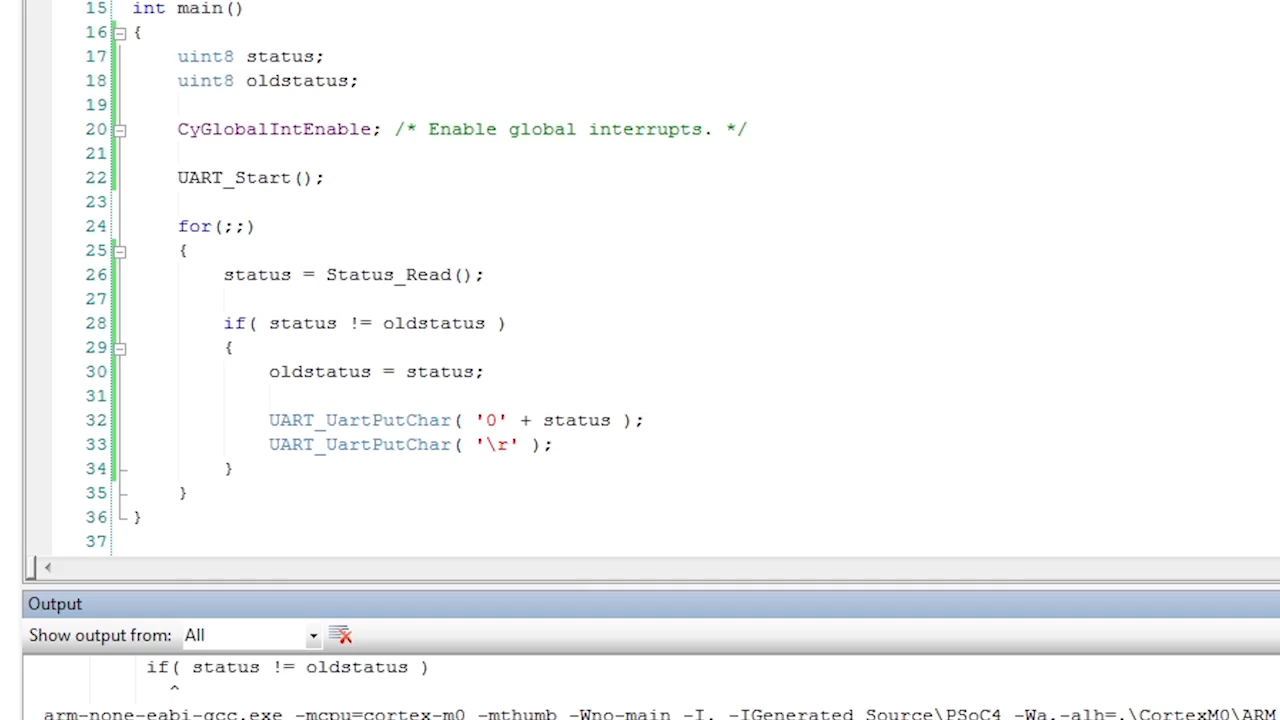 15 int main()
16 {
17 uint8 status;
18 uint8 oldstatus;
19
20 CyGlobalIntEnable; /* Enable global interrupts. */
21
22 UART_Start();
23
24 for(;;)
25 {
26 status = Status_Read();
27
28 if( status != oldstatus )
29 {
30 oldstatus = status;
31
32 UART_UartPutChar( '0' + status );
33 UART_UartPutChar( '\r' );
34 }
35 }
36 }
37
Output
Show output from: All
if( status != oldstatus )
^
arm-none-eabi-gcc.exe -mcpu=cortex-m0 -mthumb -Wno-main -I. -IGenerated_Source\PSoC4 -Wa,-alh=.\CortexM0\ARM